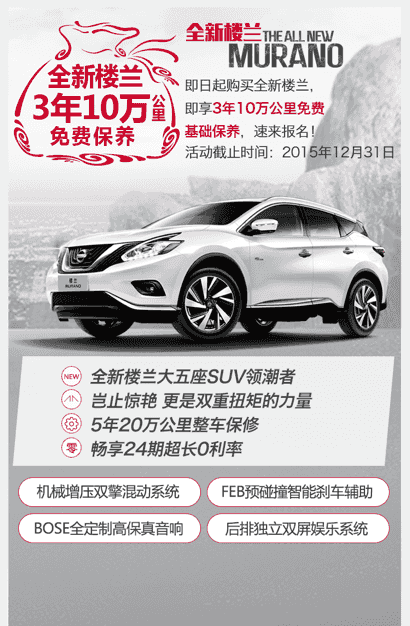 全新楼兰
3年10万公里
免费保养
全新楼兰THE ALL NEW
MURANO
即日起购买全新楼兰，
即享3年10万公里免费
基础保养，速来报名！
活动截止时间：2015年12月31日
楼兰
MURANO
NEW 全新楼兰大五座SUV领潮者
岂止惊艳 更是双重扭矩的力量
5年20万公里整车保修
零 畅享24期超长0利率
机械增压双擎混动系统
FEB预碰撞智能刹车辅助
BOSE全定制高保真音响
后排独立双屏娱乐系统